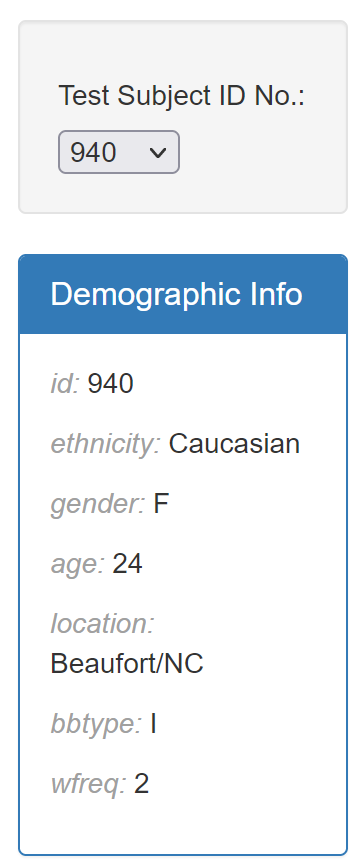 Test Subject ID No.:
940
Demographic Info
id: 940
ethnicity: Caucasian
gender: F
age: 24
location:
Beaufort/NC
bbtype: I
wfreq: 2